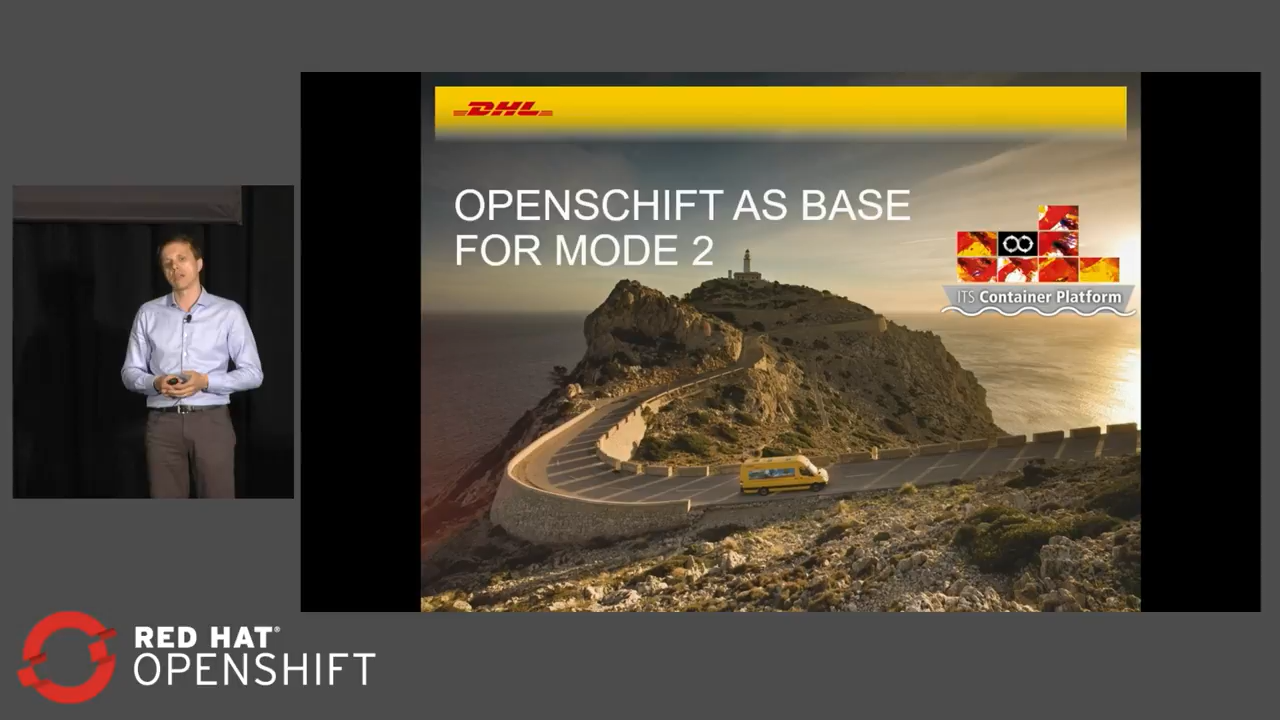 DHL
OPENSCHIFT AS BASE
FOR MODE 2
ITS Container Platform
RED HAT®
OPENSHIFT